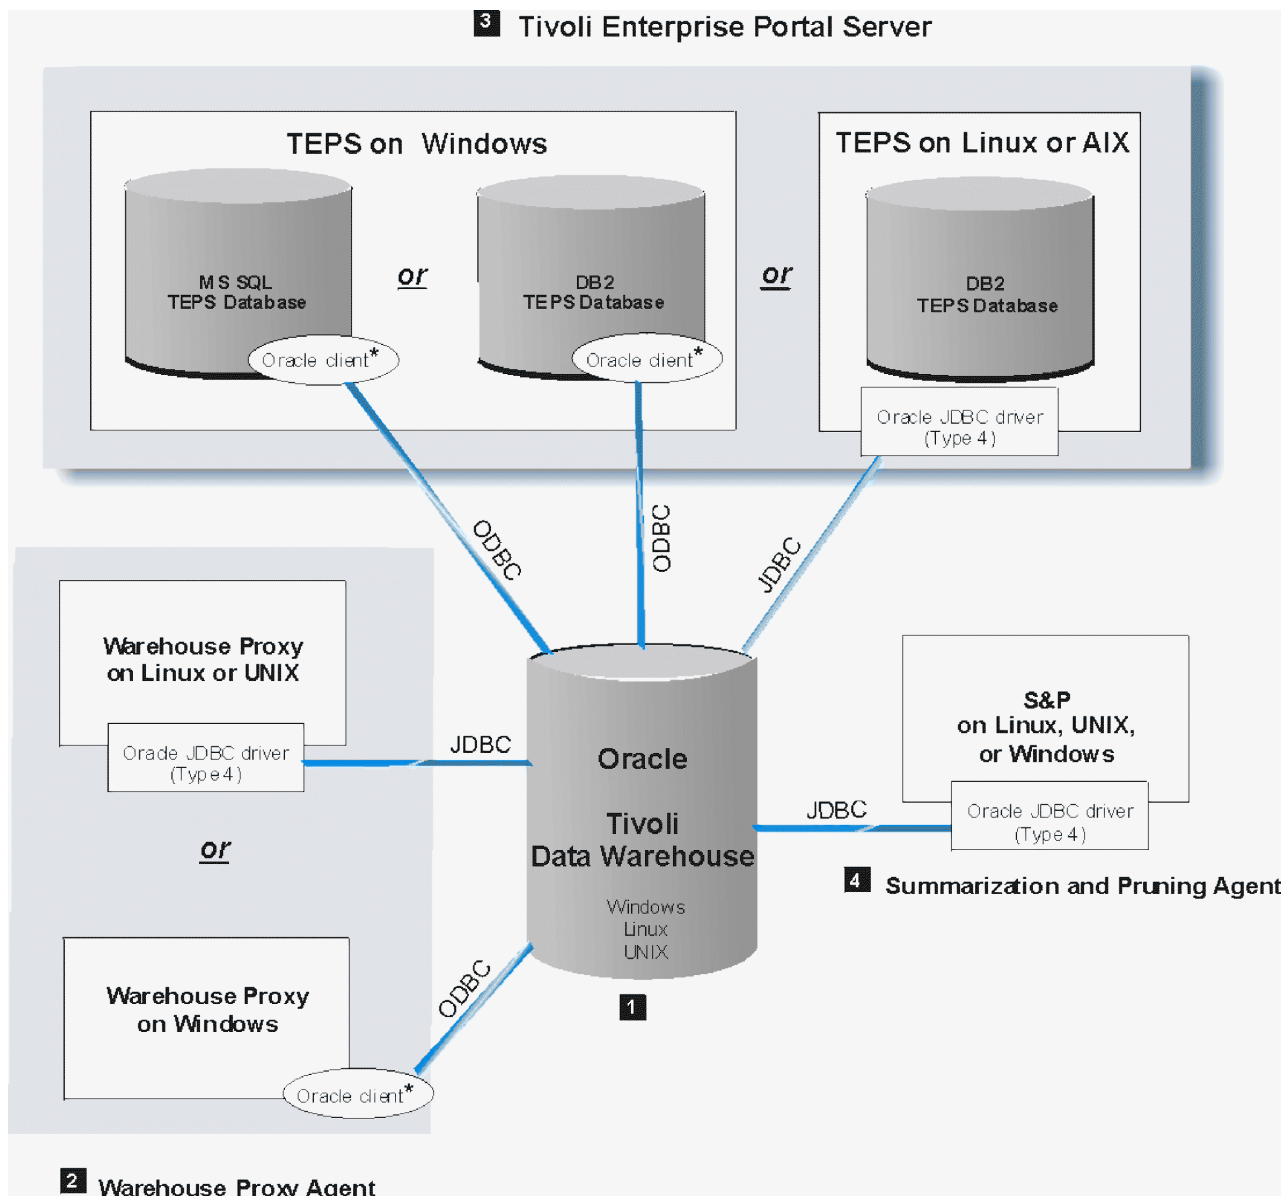 3 Tivoli Enterprise Portal Server
TEPS on Windows
TEPS on Linux or AIX
MS SQL
TEPS Database
or
DB2
TEPS Database
or
DB2
TEPS Database
Oracle client*
Oracle client*
Oracle JDBC driver
(Type 4)
ODBC
ODBC
JDBC
Warehouse Proxy
on Linux or UNIX
Oracle JDBC driver
(Type 4)
JDBC
or
Warehouse Proxy
on Windows
Oracle client*
ODBC
2 Warehouse Proxy Agent
Oracle
Tivoli
Data Warehouse
Windows
Linux
UNIX
1
S&P
on Linux, UNIX,
or Windows
JDBC
Oracle JDBC driver
(Type 4)
4 Summarization and Pruning Agent